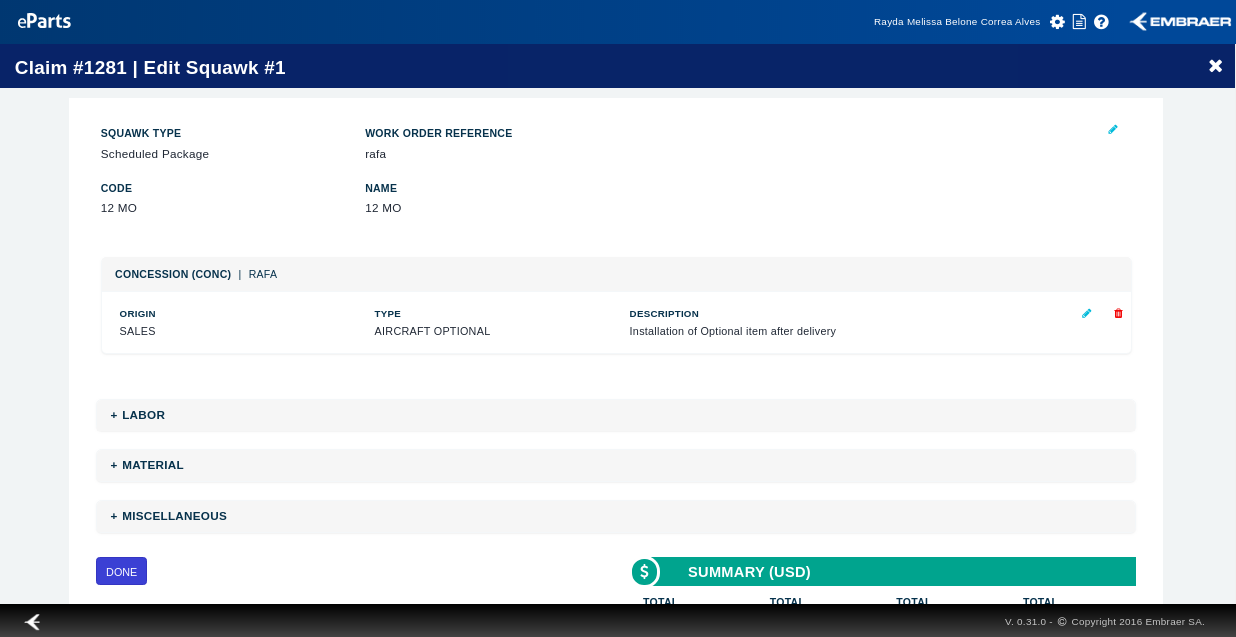 eParts
Rayda Melissa Belone Correa Alves
EMBRAER
Claim #1281 | Edit Squawk #1
SQUAWK TYPE
WORK ORDER REFERENCE
Scheduled Package
rafa
CODE
NAME
12 MO
12 MO
CONCESSION (CONC) | RAFA
ORIGIN
TYPE
DESCRIPTION
SALES
AIRCRAFT OPTIONAL
Installation of Optional item after delivery
+ LABOR
+ MATERIAL
+ MISCELLANEOUS
DONE
$ SUMMARY (USD)
TOTAL TOTAL TOTAL TOTAL
V. 0.31.0 - © Copyright 2016 Embraer SA.